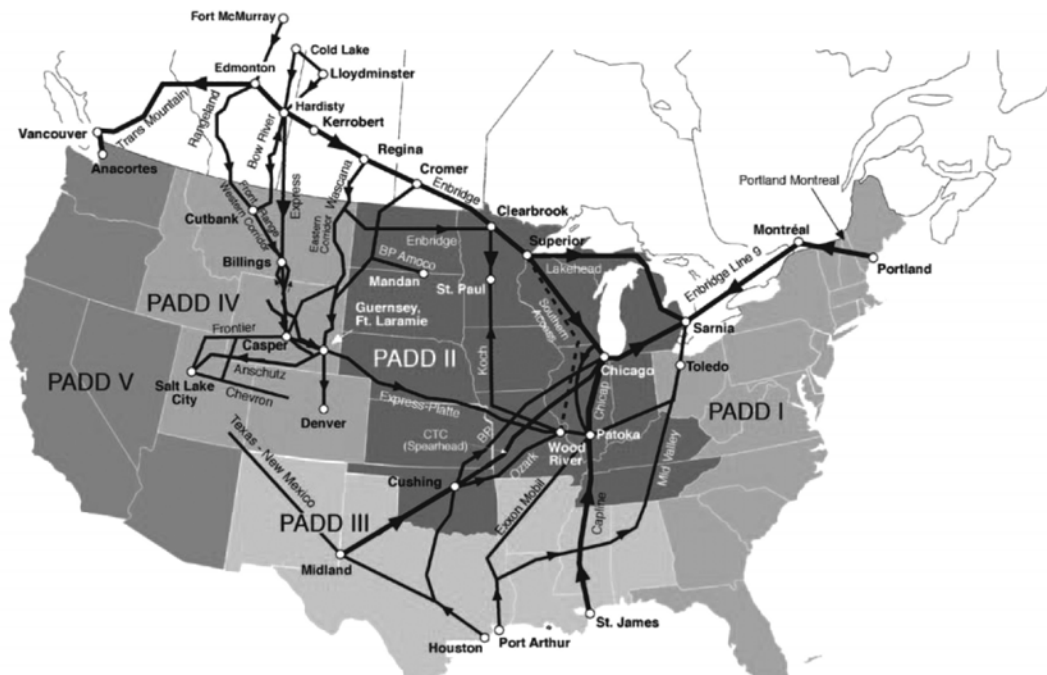 Fort McMurray
Cold Lake
Edmonton
Lloydminster
Hardisty
Kerrobert
Vancouver
Trans Mountain
Rangeland
Bow River
Regina
Anacortes
Express
Wascana
Cromer
Enbridge
Portland Montreal
Cutbank
Front Range
Western Corridor
Eastern
Corridor
Clearbrook
Enbridge
Superior
Montréal
Billings
BP Amoco
Lakehead
Enbridge Line 9
Portland
Mandan
St. Paul
PADD IV
Guernsey,
Ft. Laramie
Southern
Access
Sarnia
Frontier
Casper
PADD II
Koch
Toledo
PADD V
Anschutz
Chicago
Salt Lake
City
Chevron
Express-Platte
Chicap
PADD I
Denver
CTC
(Spearhead)
BP
Wood
River
Patoka
Texas - New Mexico
Ozark
Mid Valley
Cushing
Exxon Mobil
Capline
PADD III
Midland
Houston
Port Arthur
St. James